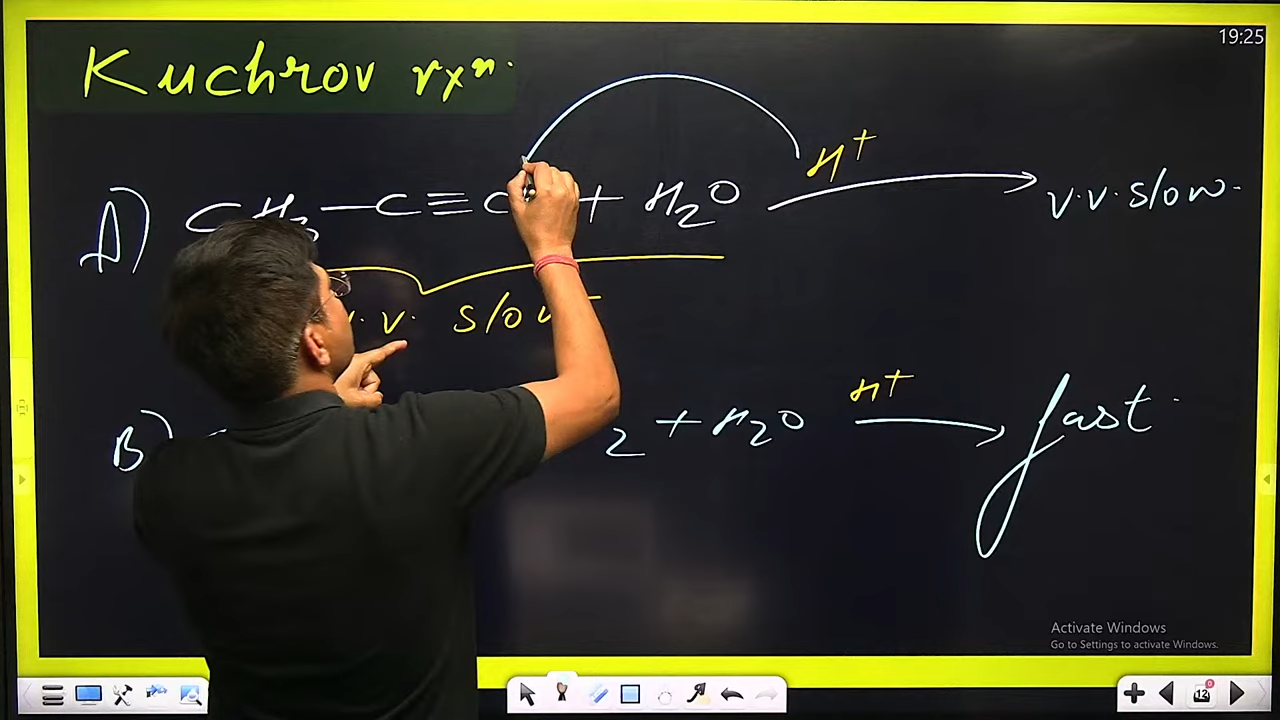 Kuchrov rxn.
19:25
A) CH3-C≡C + H2O H+ v.v.slow.
v. slow
B) 2 + H2O H+ fast.
Activate Windows
Go to Settings to activate Windows.
12